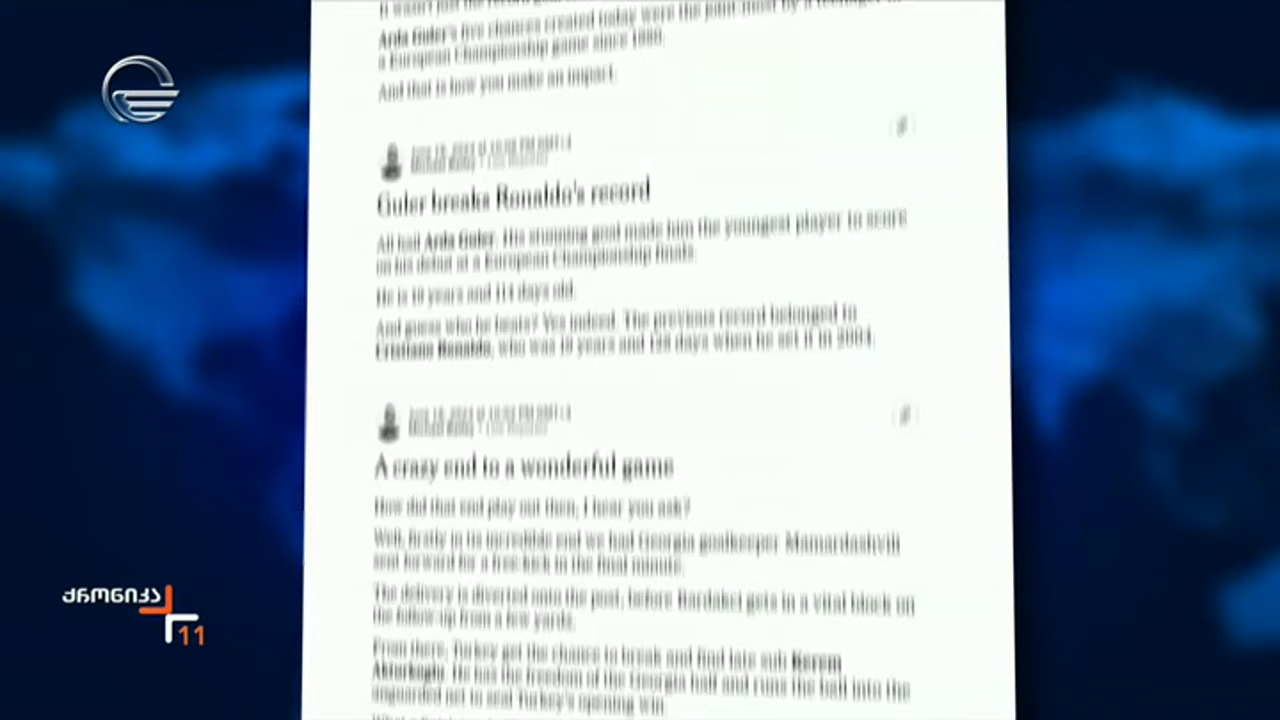 Arda Guler's five chances created today were the joint-most by a teenager in
a European Championship game since 1980.
And that is how you make an impact.
Guler breaks Ronaldo's record
All hail Arda Guler. His stunning goal made him the youngest player to score
on his debut at a European Championship finals.
He is 19 years and 114 days old.
And guess who he beats? Yes indeed. The previous record belonged to
Cristiano Ronaldo, who was 19 years and 128 days when he set it in 2004.
A crazy end to a wonderful game
How did that end play out then, I hear you ask?
Well, firstly in its incredible end we had Georgia goalkeeper Mamardashvili
sent forward for a free-kick in the final minute.
The delivery is diverted onto the post, before Bardakci gets in a vital block on
the follow-up from a few yards.
From there, Turkey get the chance to break and find late sub Kerem
Akturkoglu. He has the freedom of the Georgia half and runs the ball into the
unguarded net to seal Turkey's opening win.
ქრონიკა
11